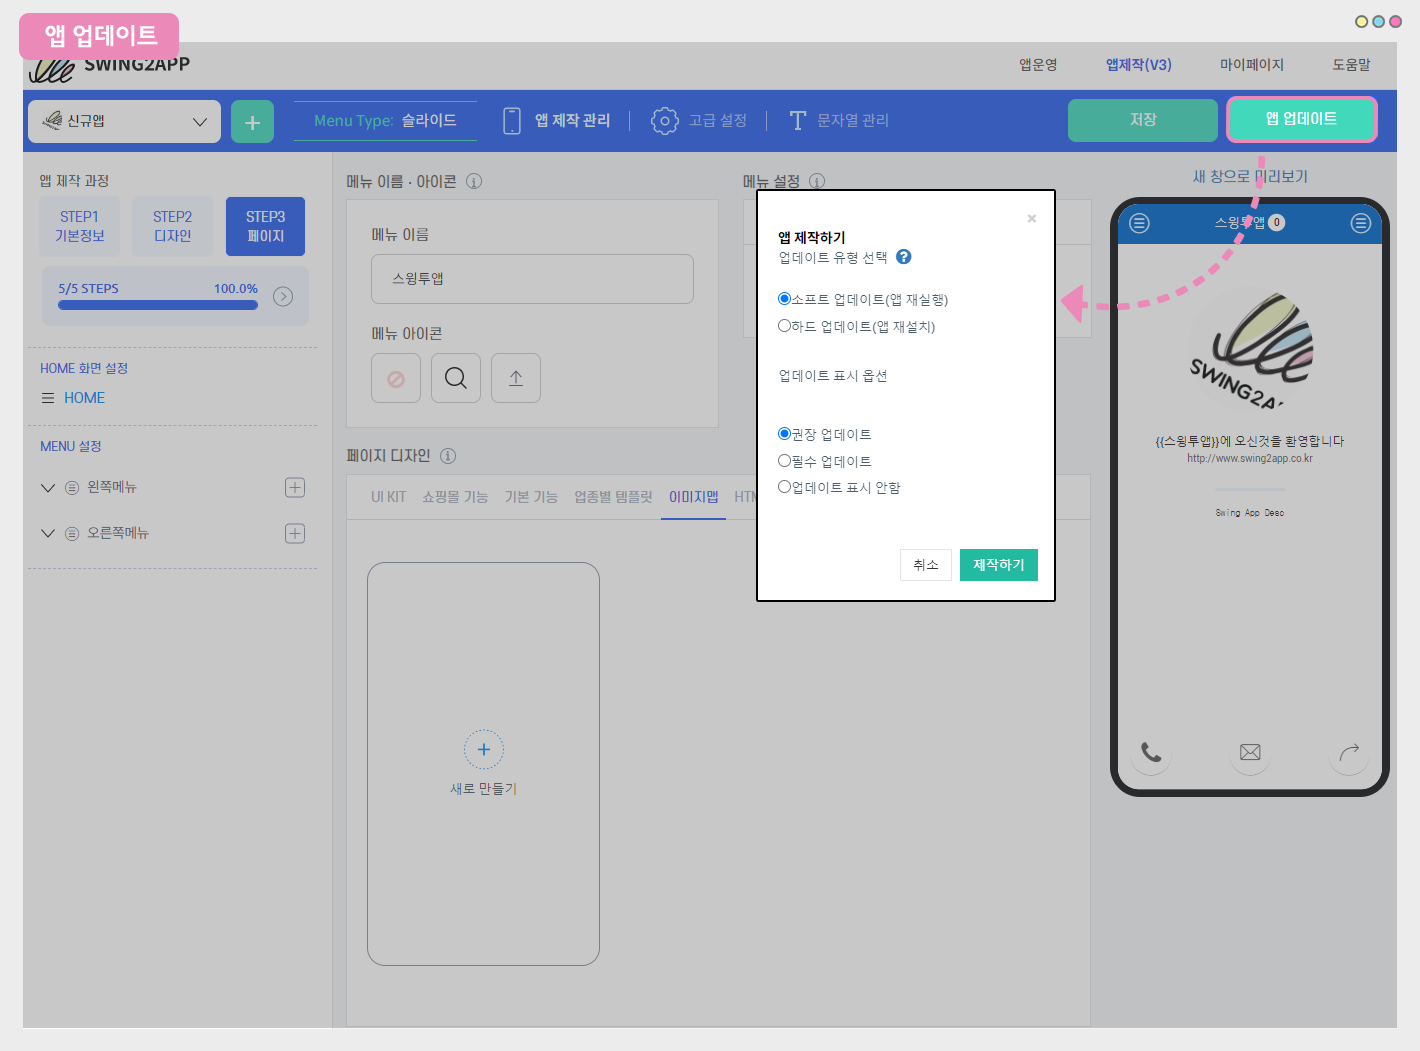 앱 업데이트
SWING2APP
앱운영
앱제작(V3)
마이페이지
도움말
신규앱
Menu Type: 슬라이드
앱 제작 관리
고급 설정
문자열 관리
저장
앱 업데이트
앱 제작 과정
STEP1
기본정보
STEP2
디자인
STEP3
페이지
5/5 STEPS
100.0%
HOME 화면 설정
HOME
MENU 설정
왼쪽메뉴
오른쪽메뉴
메뉴 이름 · 아이콘
메뉴 이름
스윙투앱
메뉴 아이콘
메뉴 설정
페이지 디자인
UI KIT
쇼핑몰 기능
기본 기능
업종별 템플릿
이미지맵
새로 만들기
×
앱 제작하기
업데이트 유형 선택
소프트 업데이트(앱 재실행)
하드 업데이트(앱 재설치)
업데이트 표시 옵션
권장 업데이트
필수 업데이트
업데이트 표시 안함
취소
제작하기
새 창으로 미리보기
스윙투앱 0
SWING2A
{{스윙투앱}}에 오신것을 환영합니다
http://www.swing2app.co.kr
Swing App Desc